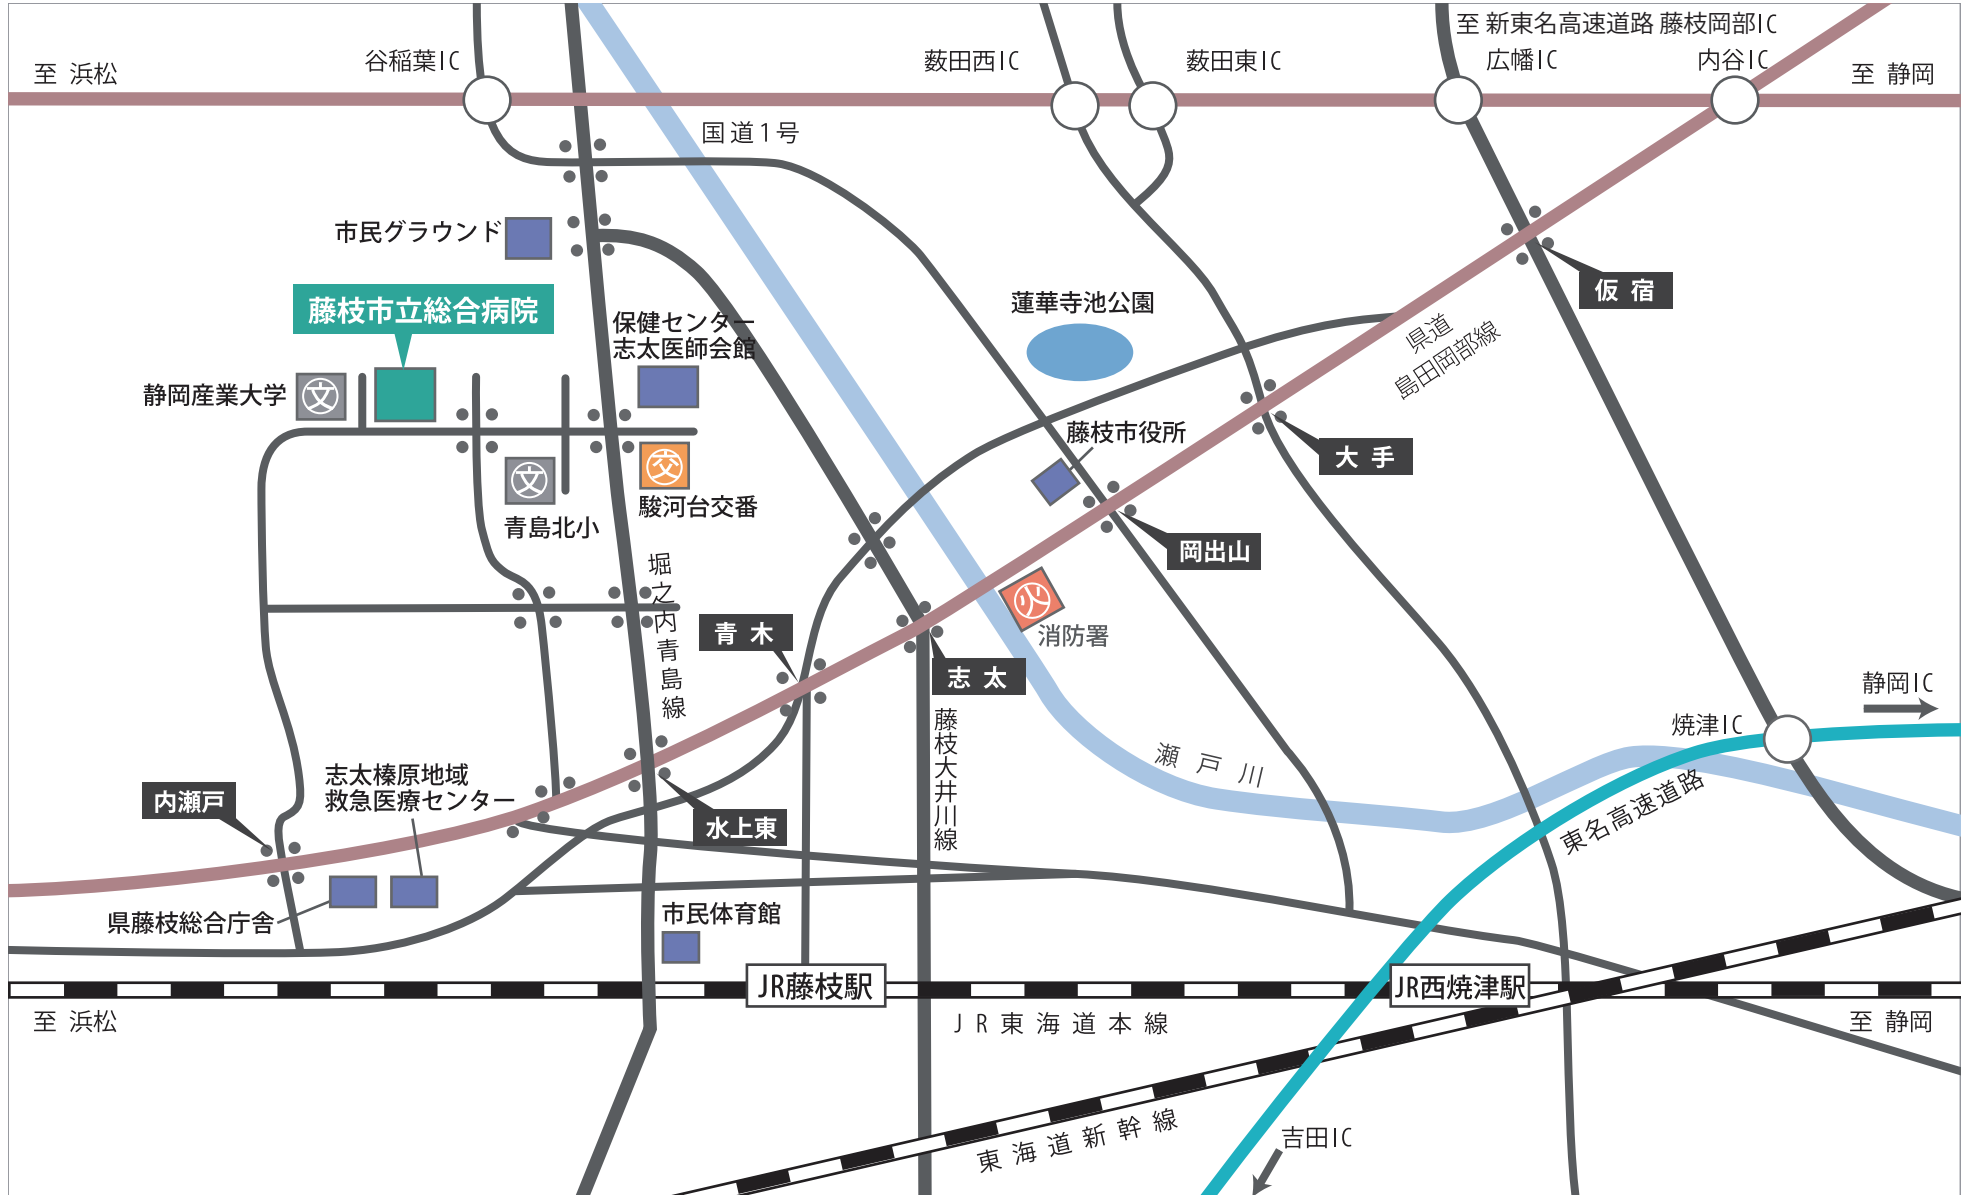 至 新東名高速道路 藤枝岡部IC
谷稲葉IC
薮田西IC
薮田東IC
広幡IC
内谷IC
至 浜松
至 静岡
国道1号
市民グラウンド
藤枝市立総合病院
仮 宿
蓮華寺池公園
保健センター
志太医師会館
県道
島田岡部線
静岡産業大学
文
藤枝市役所
大 手
交
文
駿河台交番
青島北小
岡出山
堀之内青島線
火
消防署
青 木
志 太
静岡IC
藤枝大井川線
焼津IC
瀬戸川
志太榛原地域
救急医療センター
内瀬戸
水上東
東名高速道路
県藤枝総合庁舎
市民体育館
JR藤枝駅
JR西焼津駅
至 浜松
JR東海道本線
至 静岡
東海道新幹線
吉田IC